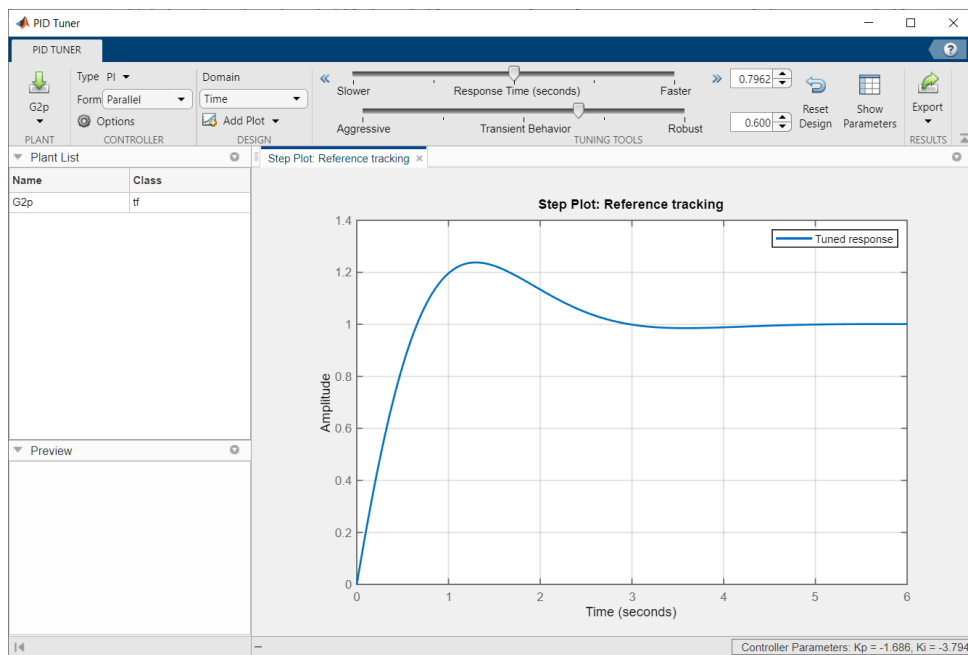 PID Tuner
PID TUNER
G2p
PLANT
Type PI
Form Parallel
Options
CONTROLLER
Domain
Time
Add Plot
DESIGN
Slower Response Time (seconds) Faster
0.7962
Aggressive Transient Behavior Robust
0.600
TUNING TOOLS
Reset
Design
Show
Parameters
Export
RESULTS
Plant List
Name Class
G2p tf
Preview
Step Plot: Reference tracking
Step Plot: Reference tracking
Tuned response
Amplitude
1.4
1.2
1
0.8
0.6
0.4
0.2
0
0 1 2 3 4 5 6
Time (seconds)
Controller Parameters: Kp = -1.686, Ki = -3.794